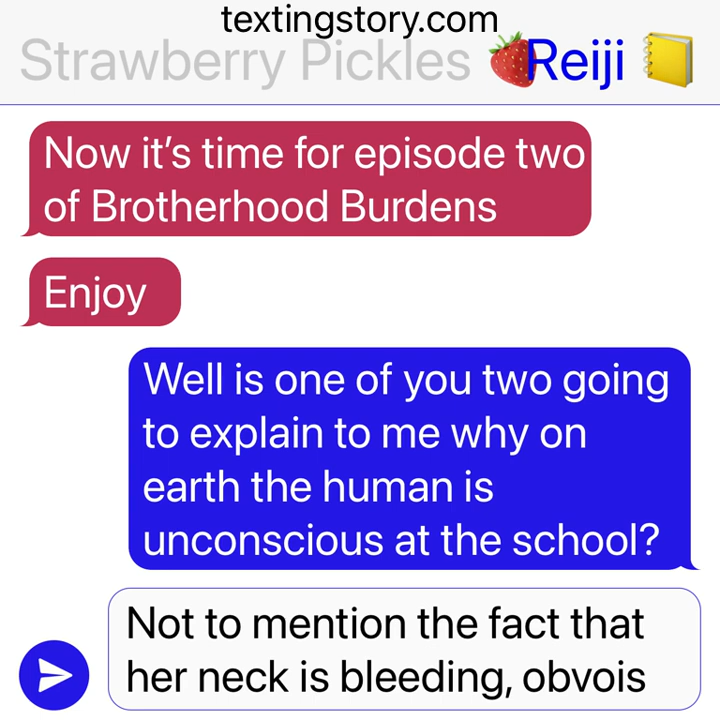 textingstory.com
Strawberry Pickles 🍓Reiji 📒
Now it’s time for episode two
of Brotherhood Burdens
Enjoy
Well is one of you two going
to explain to me why on
earth the human is
unconscious at the school?
Not to mention the fact that
her neck is bleeding, obvois